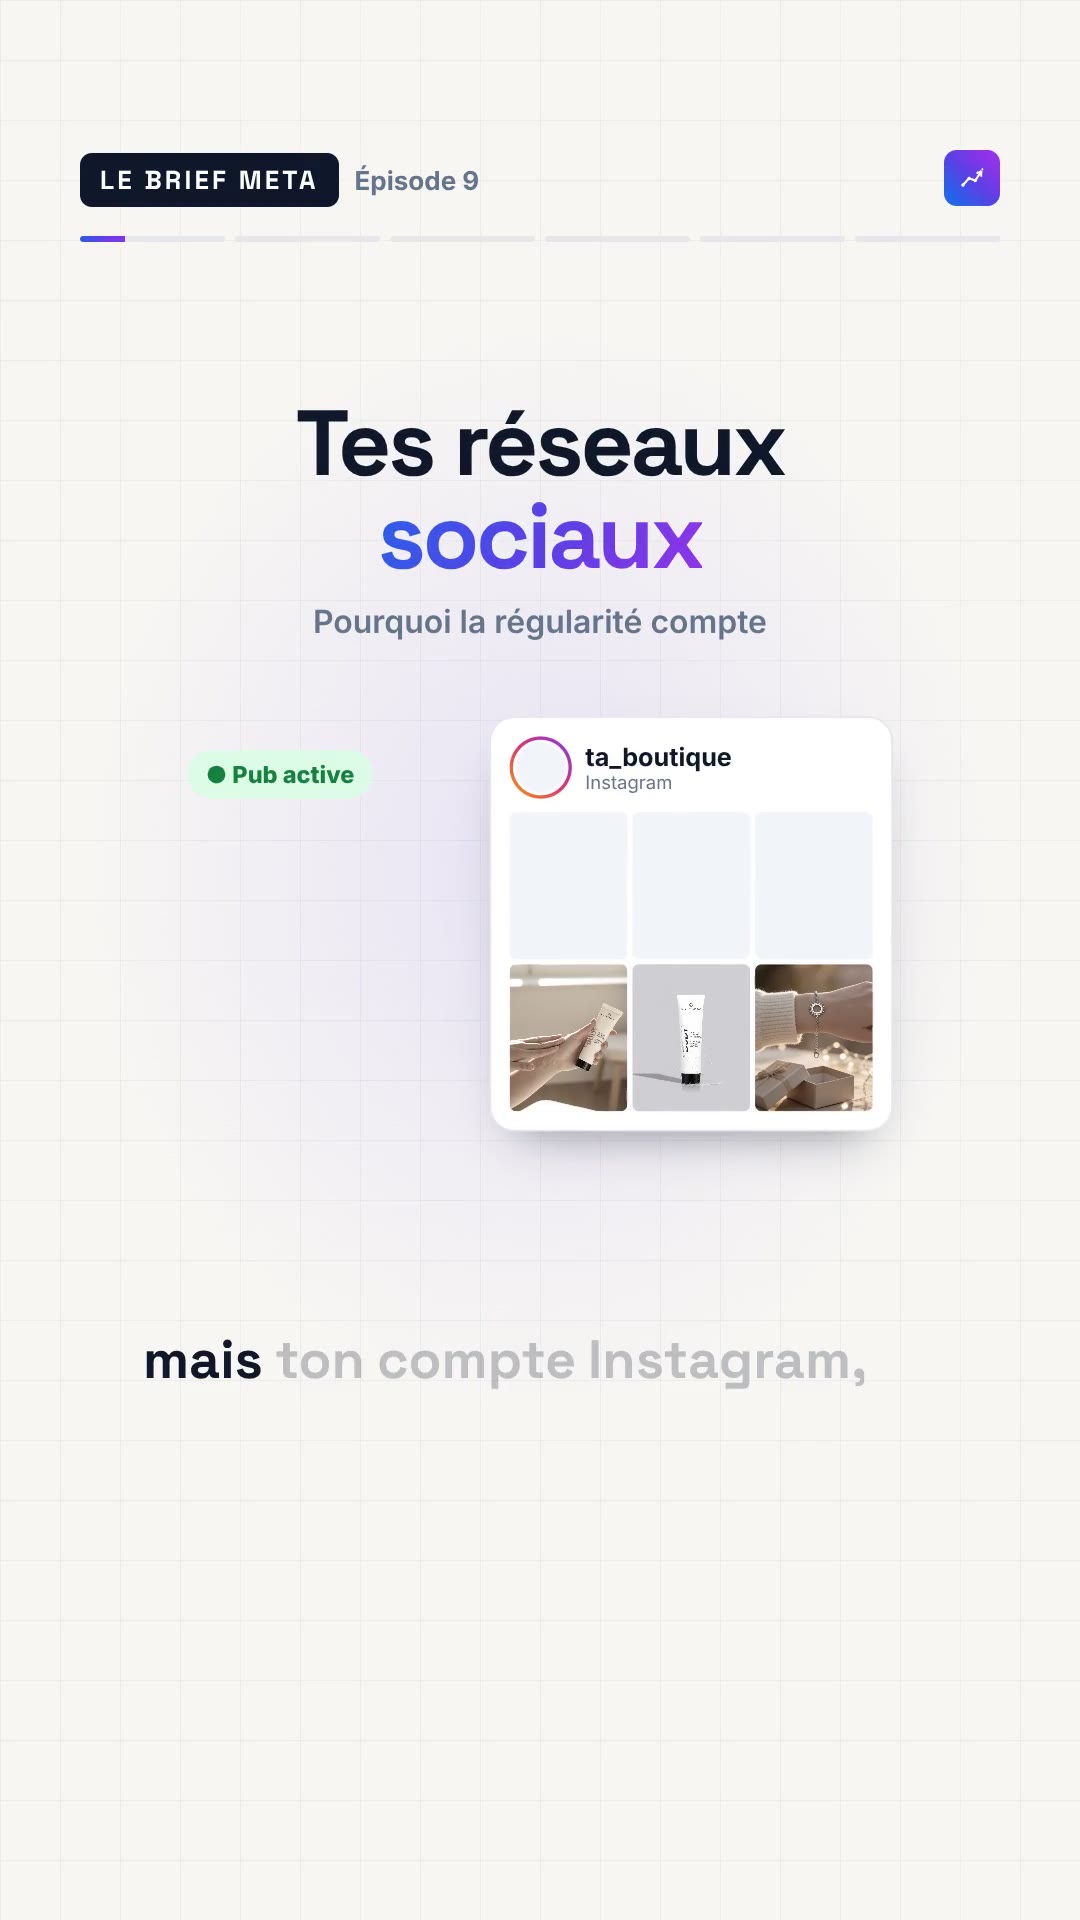 LE BRIEF META
Épisode 9
Tes réseaux
sociaux
Pourquoi la régularité compte
Pub active
ta_boutique
Instagram
mais ton compte Instagram,